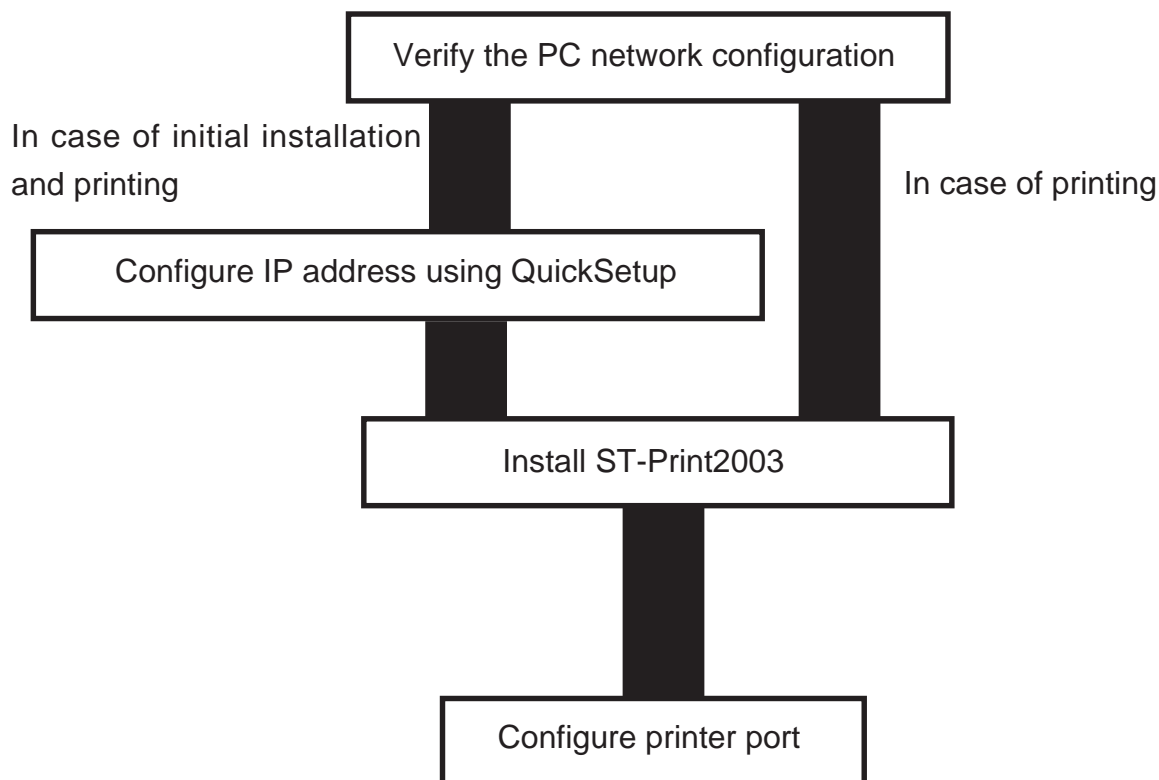 Verify the PC network configuration
In case of initial installation
and printing
In case of printing
Configure IP address using QuickSetup
Install ST-Print2003
Configure printer port